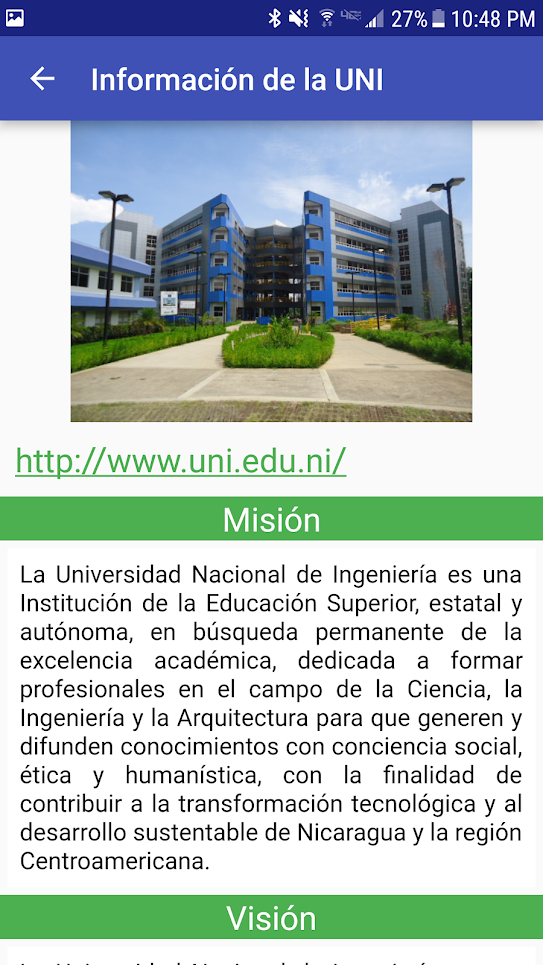 27% 10:48 PM
Información de la UNI
http://www.uni.edu.ni/
Misión
La Universidad Nacional de Ingeniería es una
Institución de la Educación Superior, estatal y
autónoma, en búsqueda permanente de la
excelencia académica, dedicada a formar
profesionales en el campo de la Ciencia, la
Ingeniería y la Arquitectura para que generen y
difunden conocimientos con conciencia social,
ética y humanística, con la finalidad de
contribuir a la transformación tecnológica y al
desarrollo sustentable de Nicaragua y la región
Centroamericana.
Visión